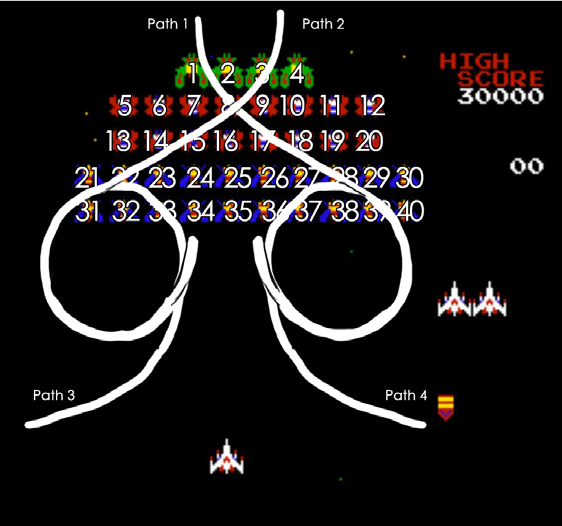 Path 1
Path 2
HIGH
SCORE
30000
1 2 3 4
5 6 7 8 9 10 11 12
13 14 15 16 17 18 19 20
00
21 22 23 24 25 26 27 28 29 30
31 32 33 34 35 36 37 38 39 40
Path 3
Path 4